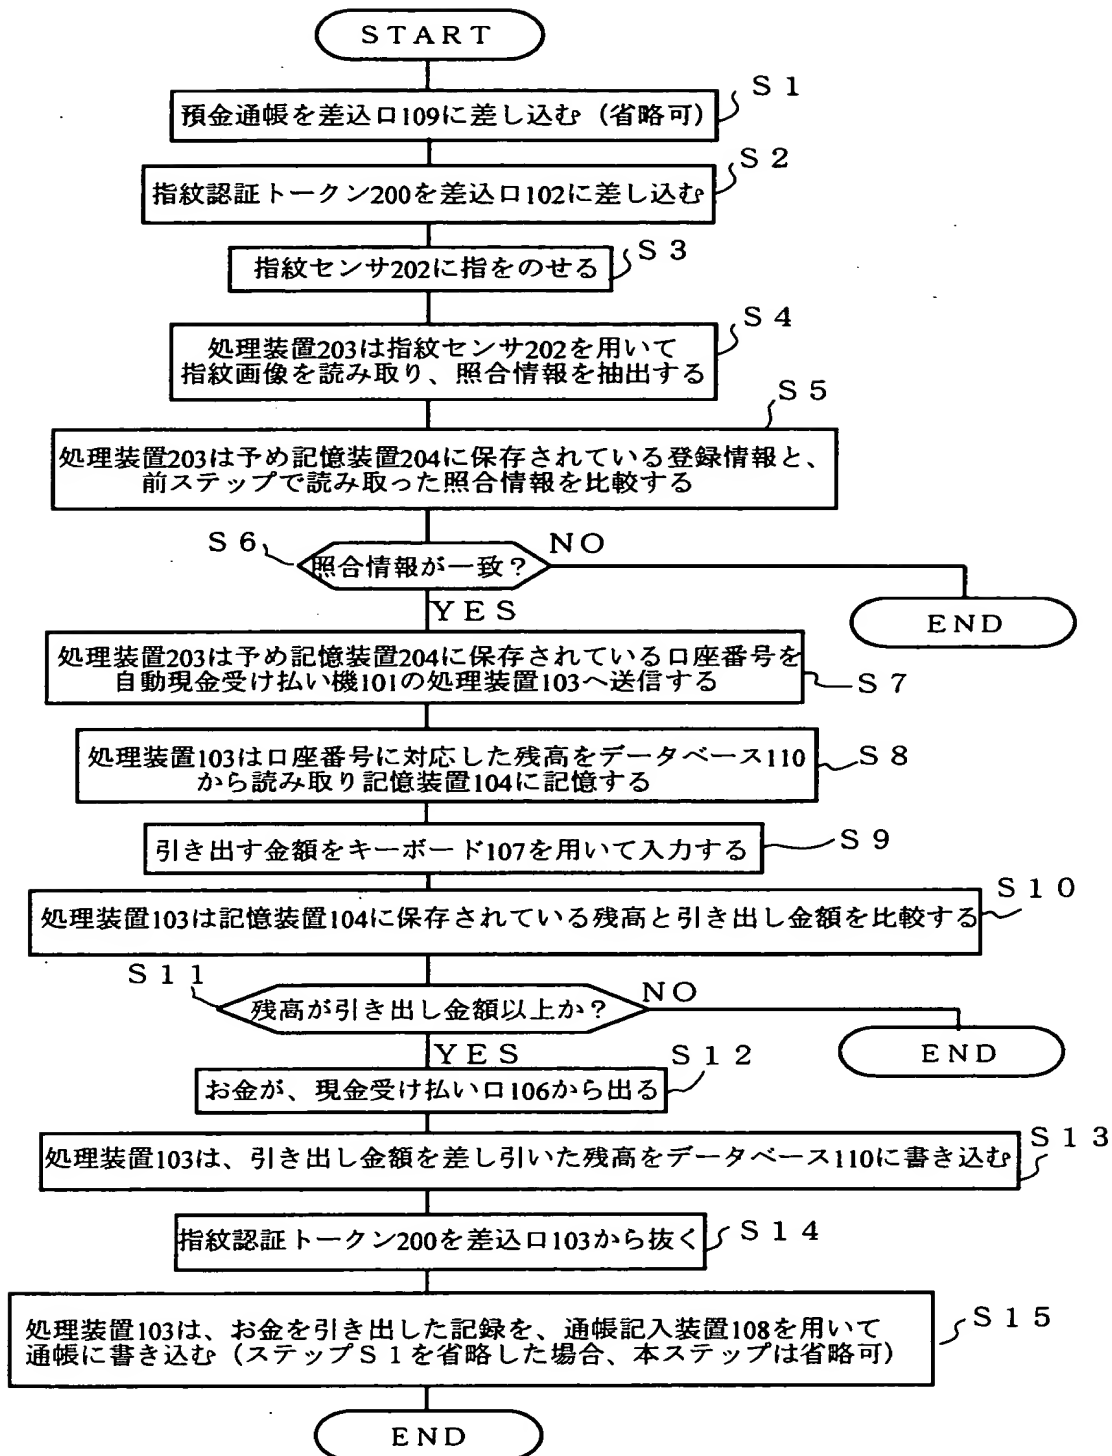 START
S1
預金通帳を差込口109に差し込む(省略可)
S2
指紋認証トークン200を差込口102に差し込む
S3
指紋センサ202に指をのせる
S4
処理装置203は指紋センサ202を用いて
指紋画像を読み取り、照合情報を抽出する
S5
処理装置203は予め記憶装置204に保存されている登録情報と、
前ステップで読み取った照合情報を比較する
S6
照合情報が一致?
NO
END
YES
処理装置203は予め記憶装置204に保存されている口座番号を
自動現金受け払い機101の処理装置103へ送信する
S7
処理装置103は口座番号に対応した残高をデータベース110
から読み取り記憶装置104に記憶する
S8
引き出す金額をキーボード107を用いて入力する
S9
S10
処理装置103は記憶装置104に保存されている残高と引き出し金額を比較する
S11
残高が引き出し金額以上か?
NO
END
YES
S12
お金が、現金受け払い口106から出る
S13
処理装置103は、引き出し金額を差し引いた残高をデータベース110に書き込む
指紋認証トークン200を差込口103から抜く
S14
処理装置103は、お金を引き出した記録を、通帳記入装置108を用いて
通帳に書き込む(ステップS1を省略した場合、本ステップは省略可)
S15
END